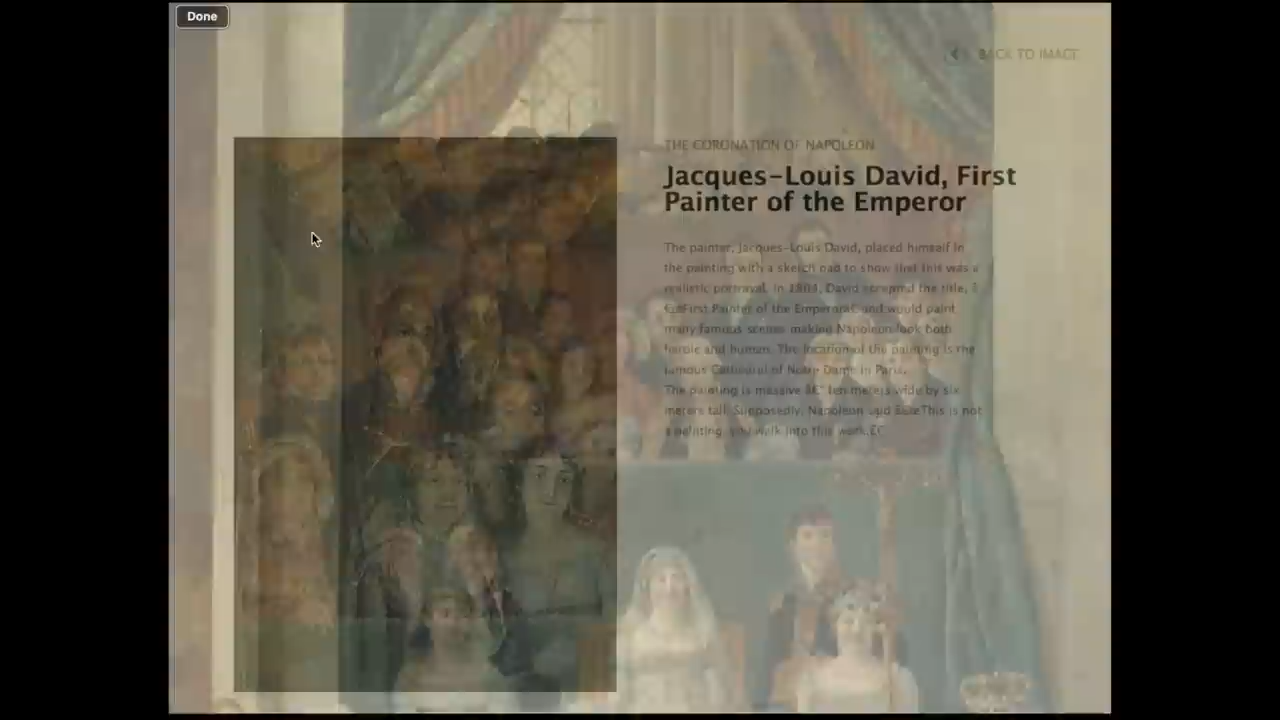 Done
BACK TO IMAGE
THE CORONATION OF NAPOLEON
Jacques-Louis David, First
Painter of the Emperor
The painter, Jacques-Louis David, placed himself in
the painting with a sketch pad to show that this was a
realistic portrayal. In 1804, David accepted the title, â
€œFirst Painter of the Emperorâ€ and would paint
many famous scenes making Napoleon look both
heroic and human. The location of the painting is the
famous Cathedral of Notre Dame in Paris.
The painting is massive â€" ten meters wide by six
meters tall. Supposedly, Napoleon said â€œThis is not
a painting; you walk into this work.â€